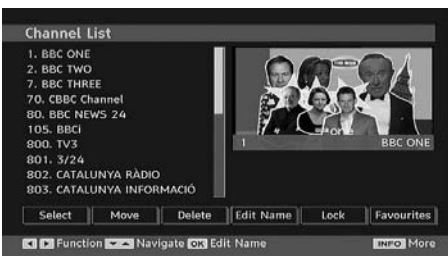 Channel List
1. BBC ONE
2. BBC TWO
7. BBC THREE
70. CBBC Channel
80. BBC NEWS 24
105. BBCi
800. TV3
801. 3/24
802. CATALUNYA RÀDIO
803. CATALUNYA INFORMACIÓ
1 BBC ONE
Select Move Delete Edit Name Lock Favourites
Function Navigate OK Edit Name INFO More